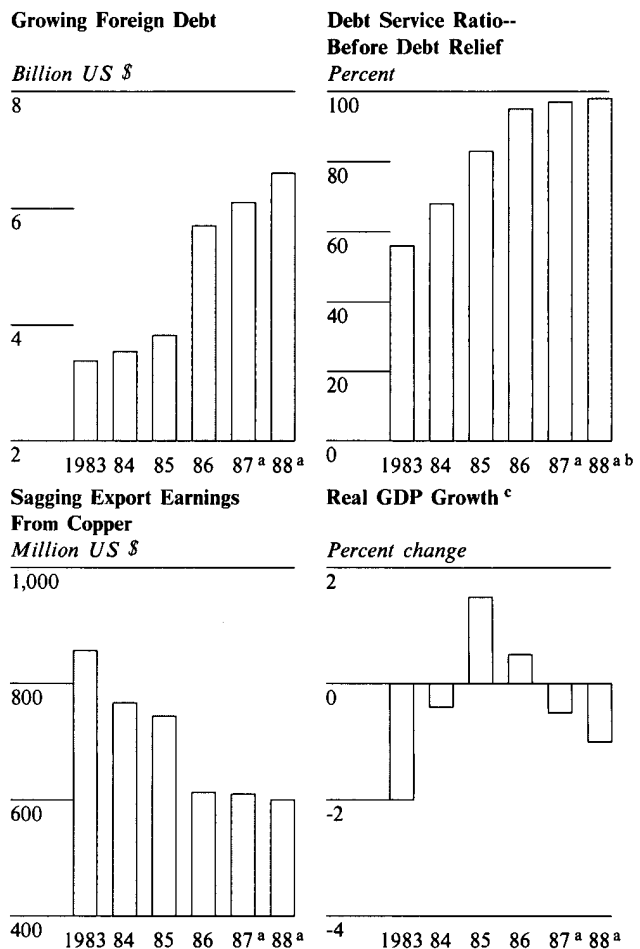 Growing Foreign Debt
Billion US $
8
6
4
2
1983 84 85 86 87 a 88 a
Debt Service Ratio--
Before Debt Relief
Percent
100
80
60
40
20
0
1983 84 85 86 87 a 88 a b
Sagging Export Earnings
From Copper
Million US $
1,000
800
600
400
1983 84 85 86 87 a 88 a
Real GDP Growth c
Percent change
2
0
-2
-4
1983 84 85 86 87 a 88 a